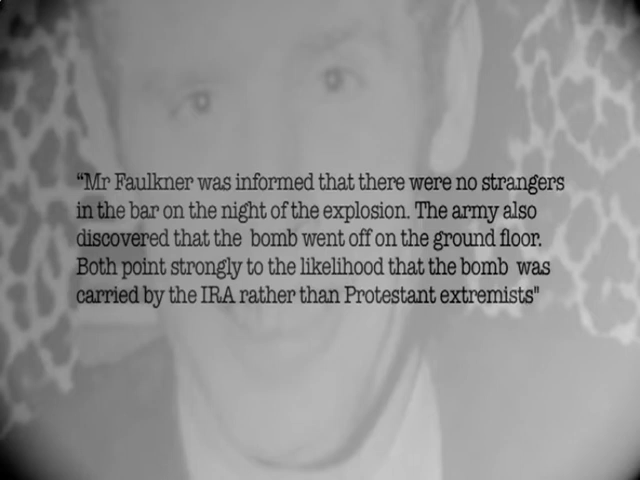 “Mr Faulkner was informed that there were no strangers
in the bar on the night of the explosion. The army also
discovered that the bomb went off on the ground floor.
Both point strongly to the likelihood that the bomb was
carried by the IRA rather than Protestant extremists"